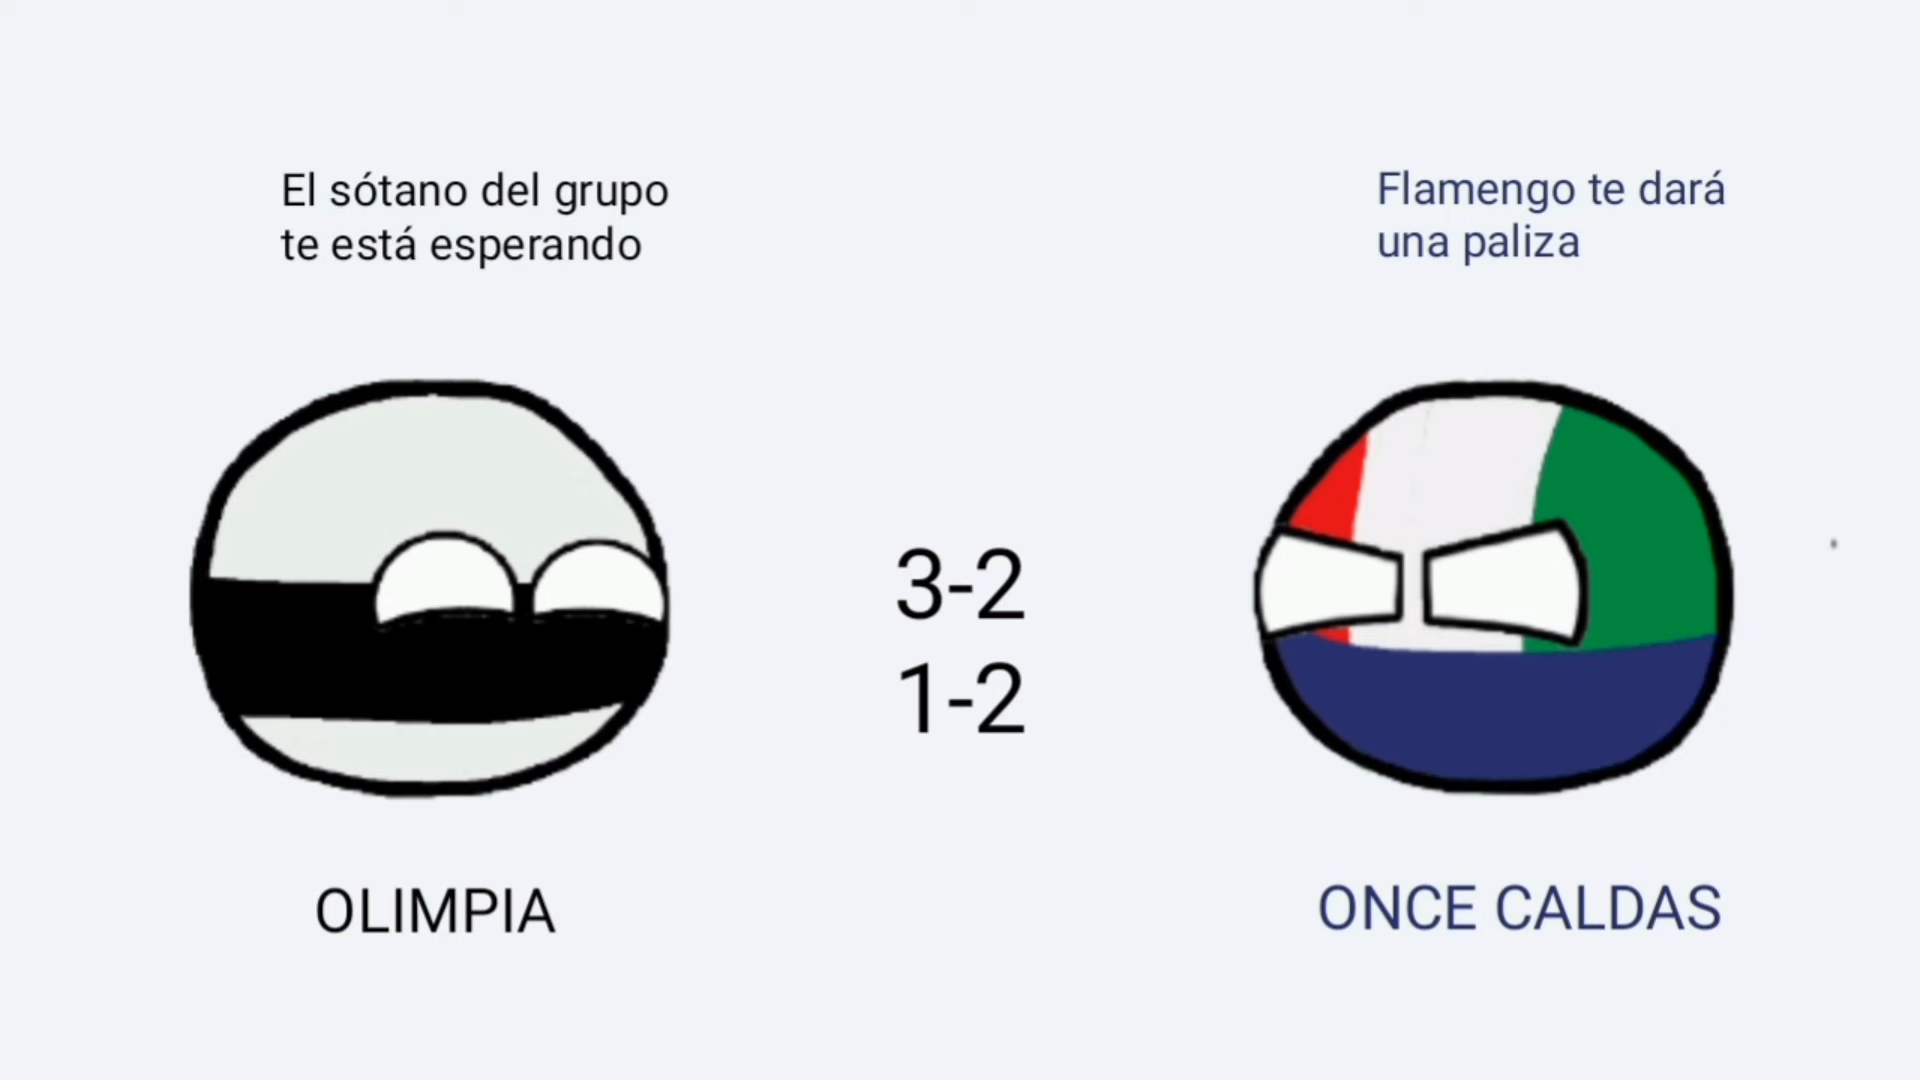 El sótano del grupo
te está esperando
Flamengo te dará
una paliza
3-2
1-2
OLIMPIA
ONCE CALDAS